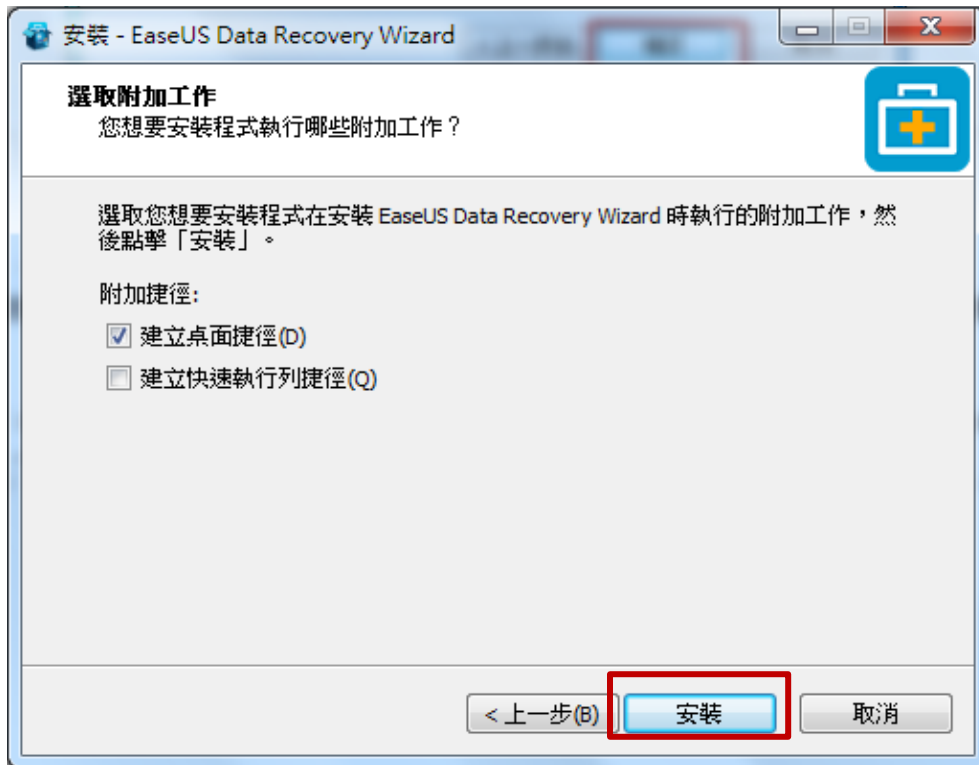 安裝 - EaseUS Data Recovery Wizard
選取附加工作
您想要安裝程式執行哪些附加工作？
選取您想要安裝程式在安裝 EaseUS Data Recovery Wizard 時執行的附加工作，然
後點擊「安裝」。
附加捷徑:
建立桌面捷徑(D)
建立快速執行列捷徑(Q)
< 上一步(B)
安裝
取消